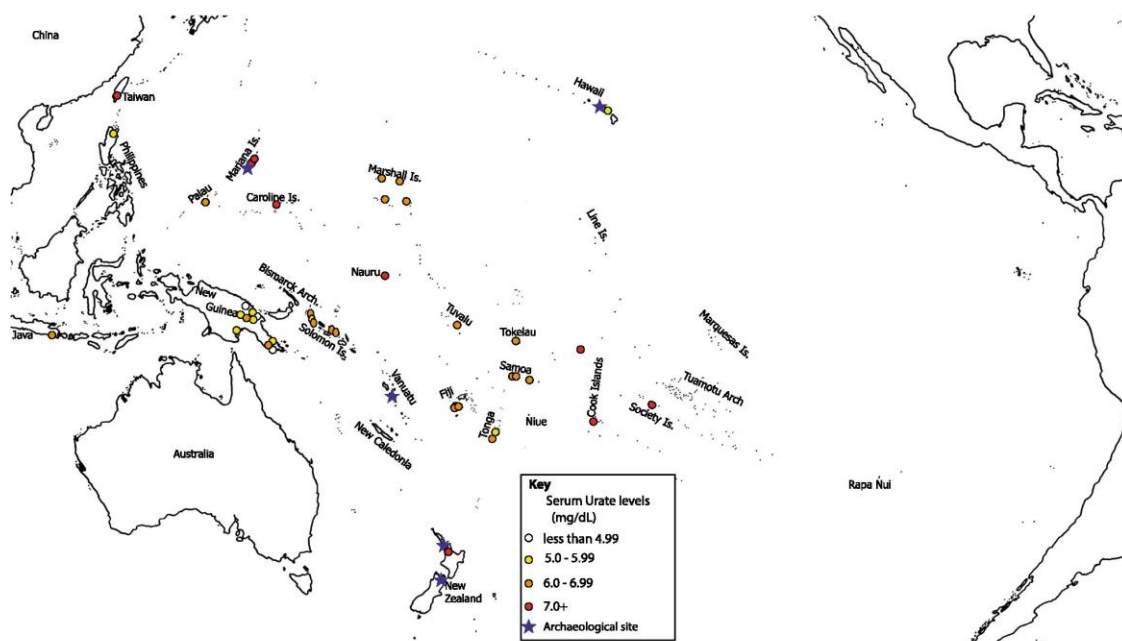 China
Taiwan
Philippines
Hawaii
Mariana Is.
Marshall Is.
Palau
Caroline Is.
Line Is.
Nauru
Bismarck Arch.
New
Guinea
Java
Solomon Is.
Tuvalu
Tokelau
Marquesas Is.
Samoa
Vanuatu
Fiji
Cook Islands
Tuamotu Arch
Society Is.
Tonga
Niue
New Caledonia
Australia
Rapa Nui
Key
Serum Urate levels
(mg/dL)
less than 4.99
5.0 - 5.99
6.0 - 6.99
7.0+
Archaeological site
New
Zealand